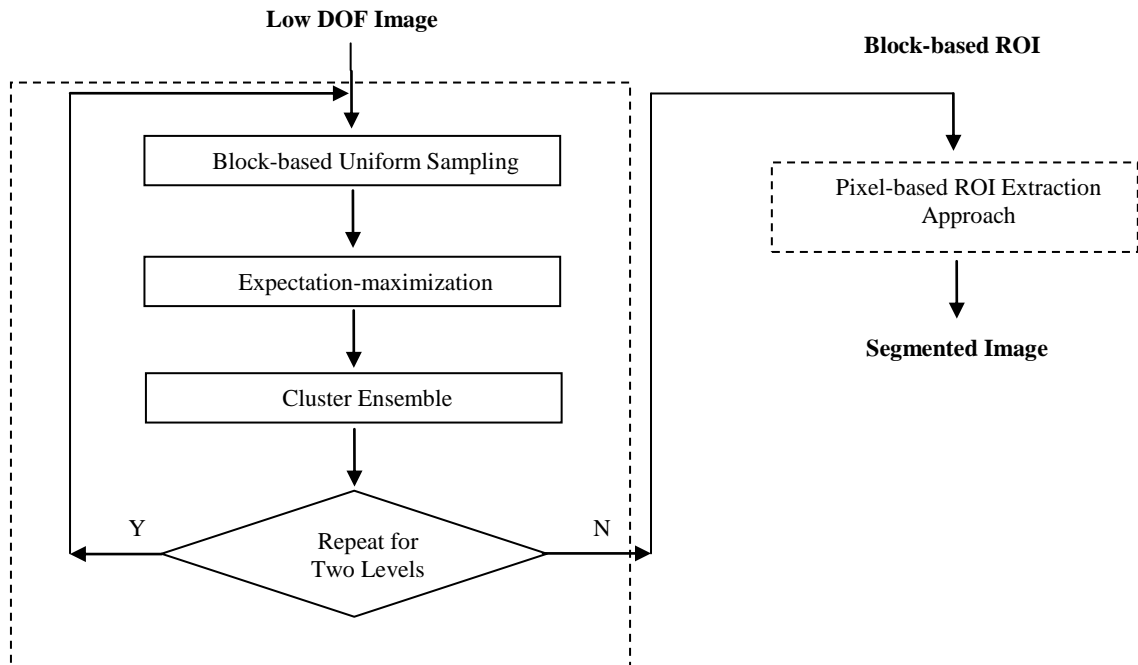 Low DOF Image
Block-based ROI
Block-based Uniform Sampling
Pixel-based ROI Extraction
Approach
Expectation-maximization
Segmented Image
Cluster Ensemble
Y
N
Repeat for
Two Levels